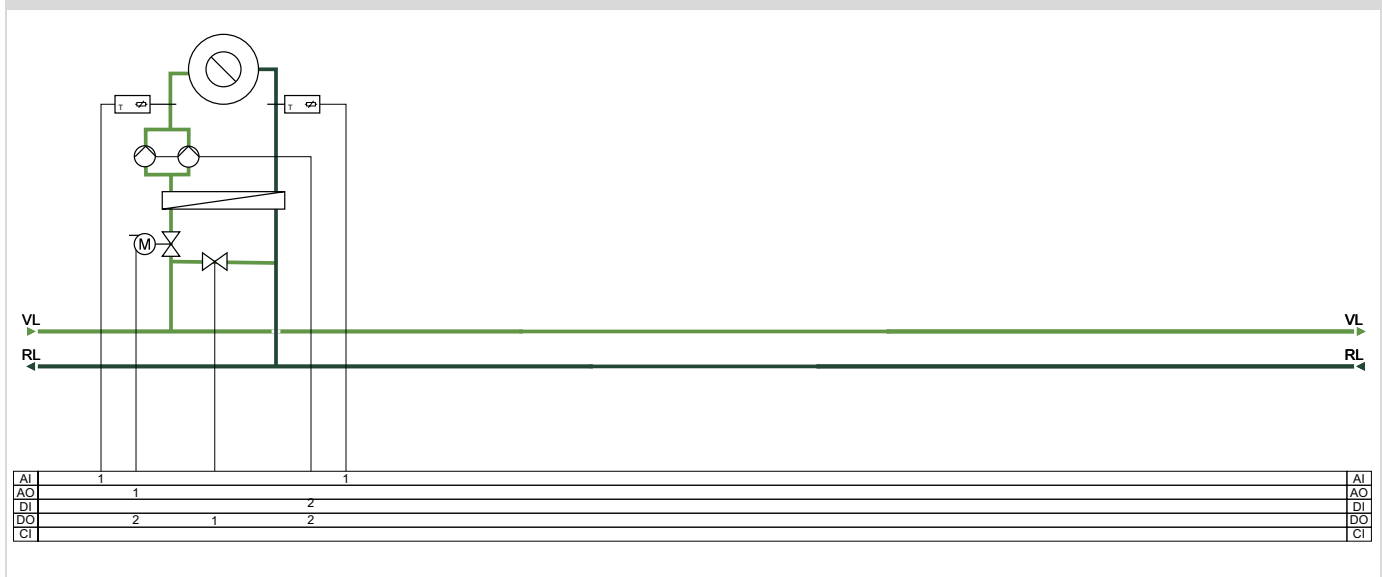 T T
M
VL VL
RL RL
AI 1 1 AI
AO 1 AO
DI 2 DI
DO 2 1 2 DO
CI CI